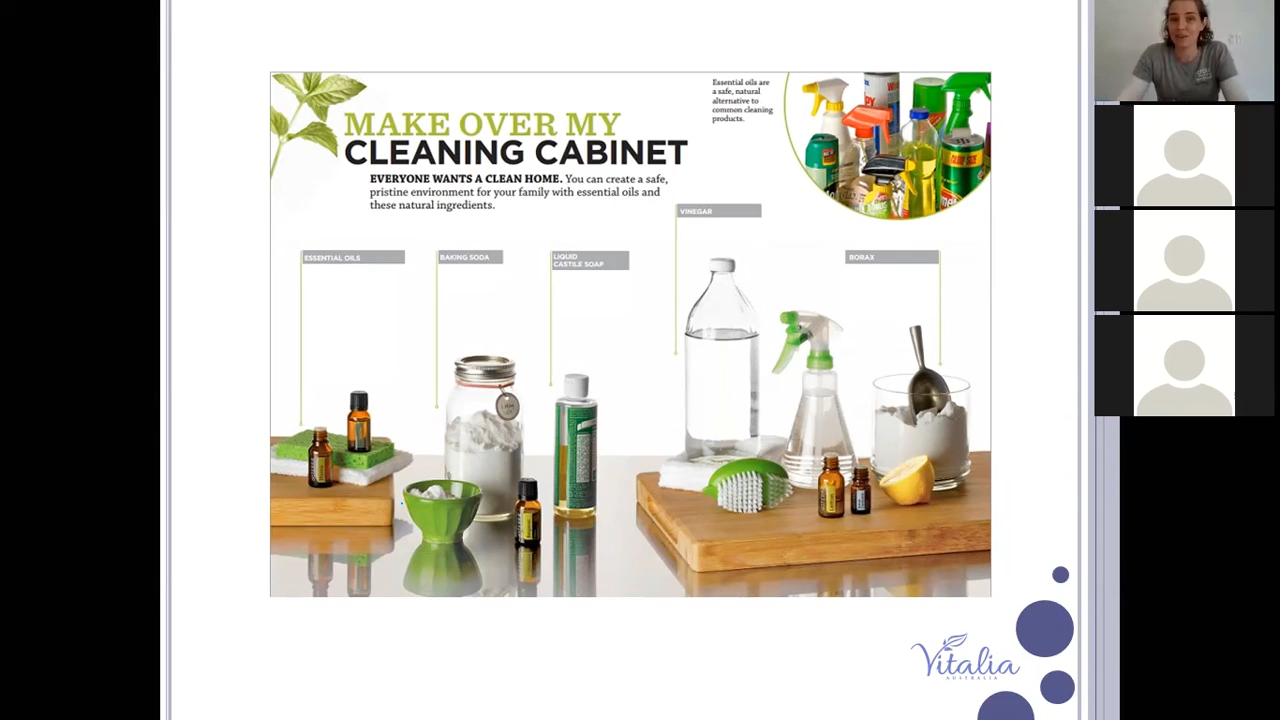 MAKE OVER MY
CLEANING CABINET
EVERYONE WANTS A CLEAN HOME. You can create a safe,
pristine environment for your family with essential oils and
these natural ingredients.
Essential oils are
a safe, natural
alternative to
common cleaning
products.
VINEGAR
ESSENTIAL OILS
BAKING SODA
LIQUID
CASTILE SOAP
BORAX
Vitalia
AUSTRALIA